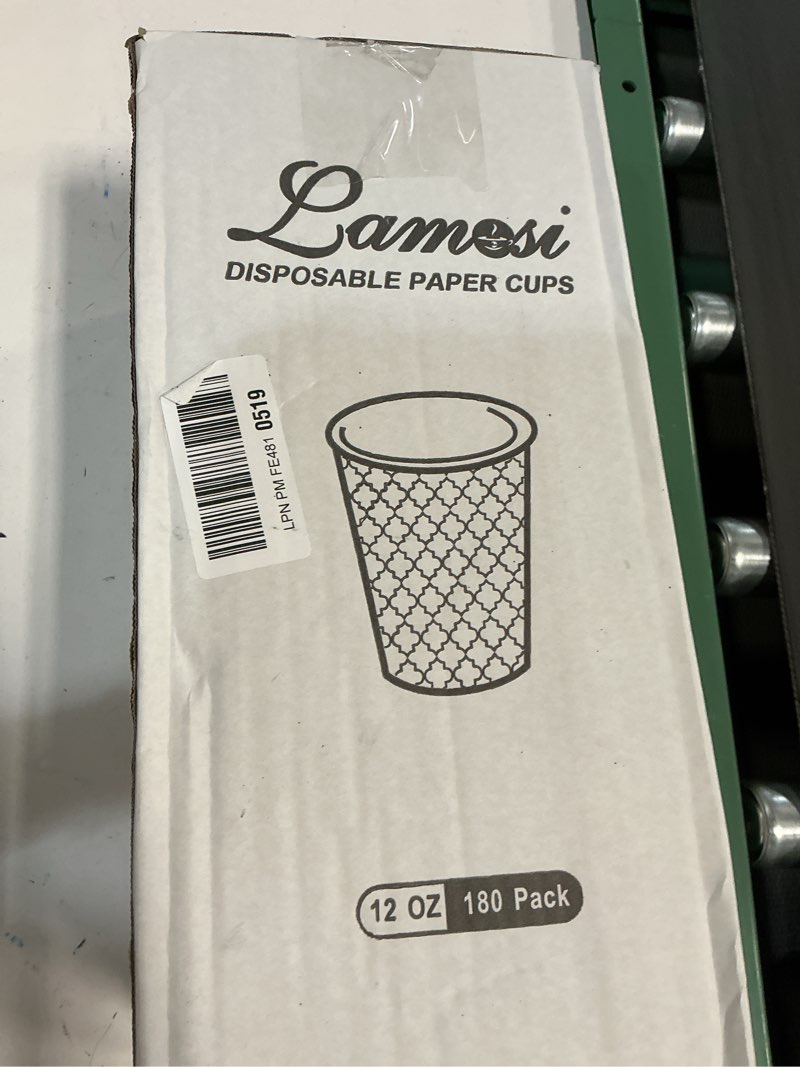 Lamosi
DISPOSABLE PAPER CUPS
LPN PM FE481 0519
12 OZ 180 Pack